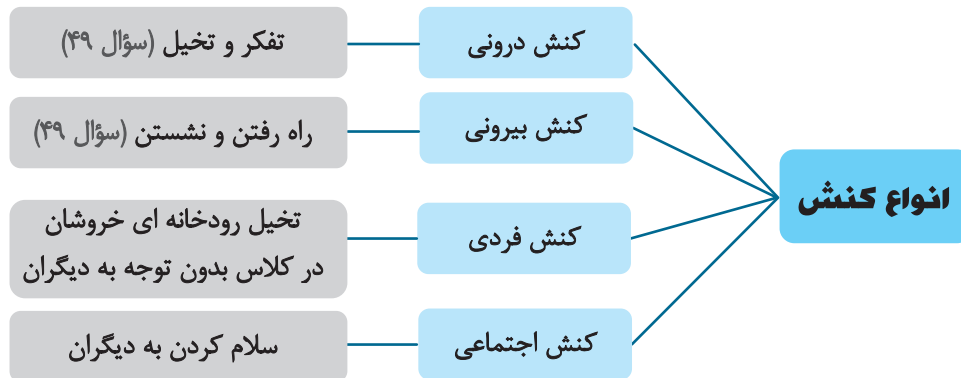 انواع کنش
کنش درونی
تفکر و تخیل (سؤال ۴۹)
کنش بیرونی
راه رفتن و نشستن (سؤال ۴۹)
کنش فردی
تخیل رودخانه ای خروشان
در کلاس بدون توجه به دیگران
کنش اجتماعی
سلام کردن به دیگران